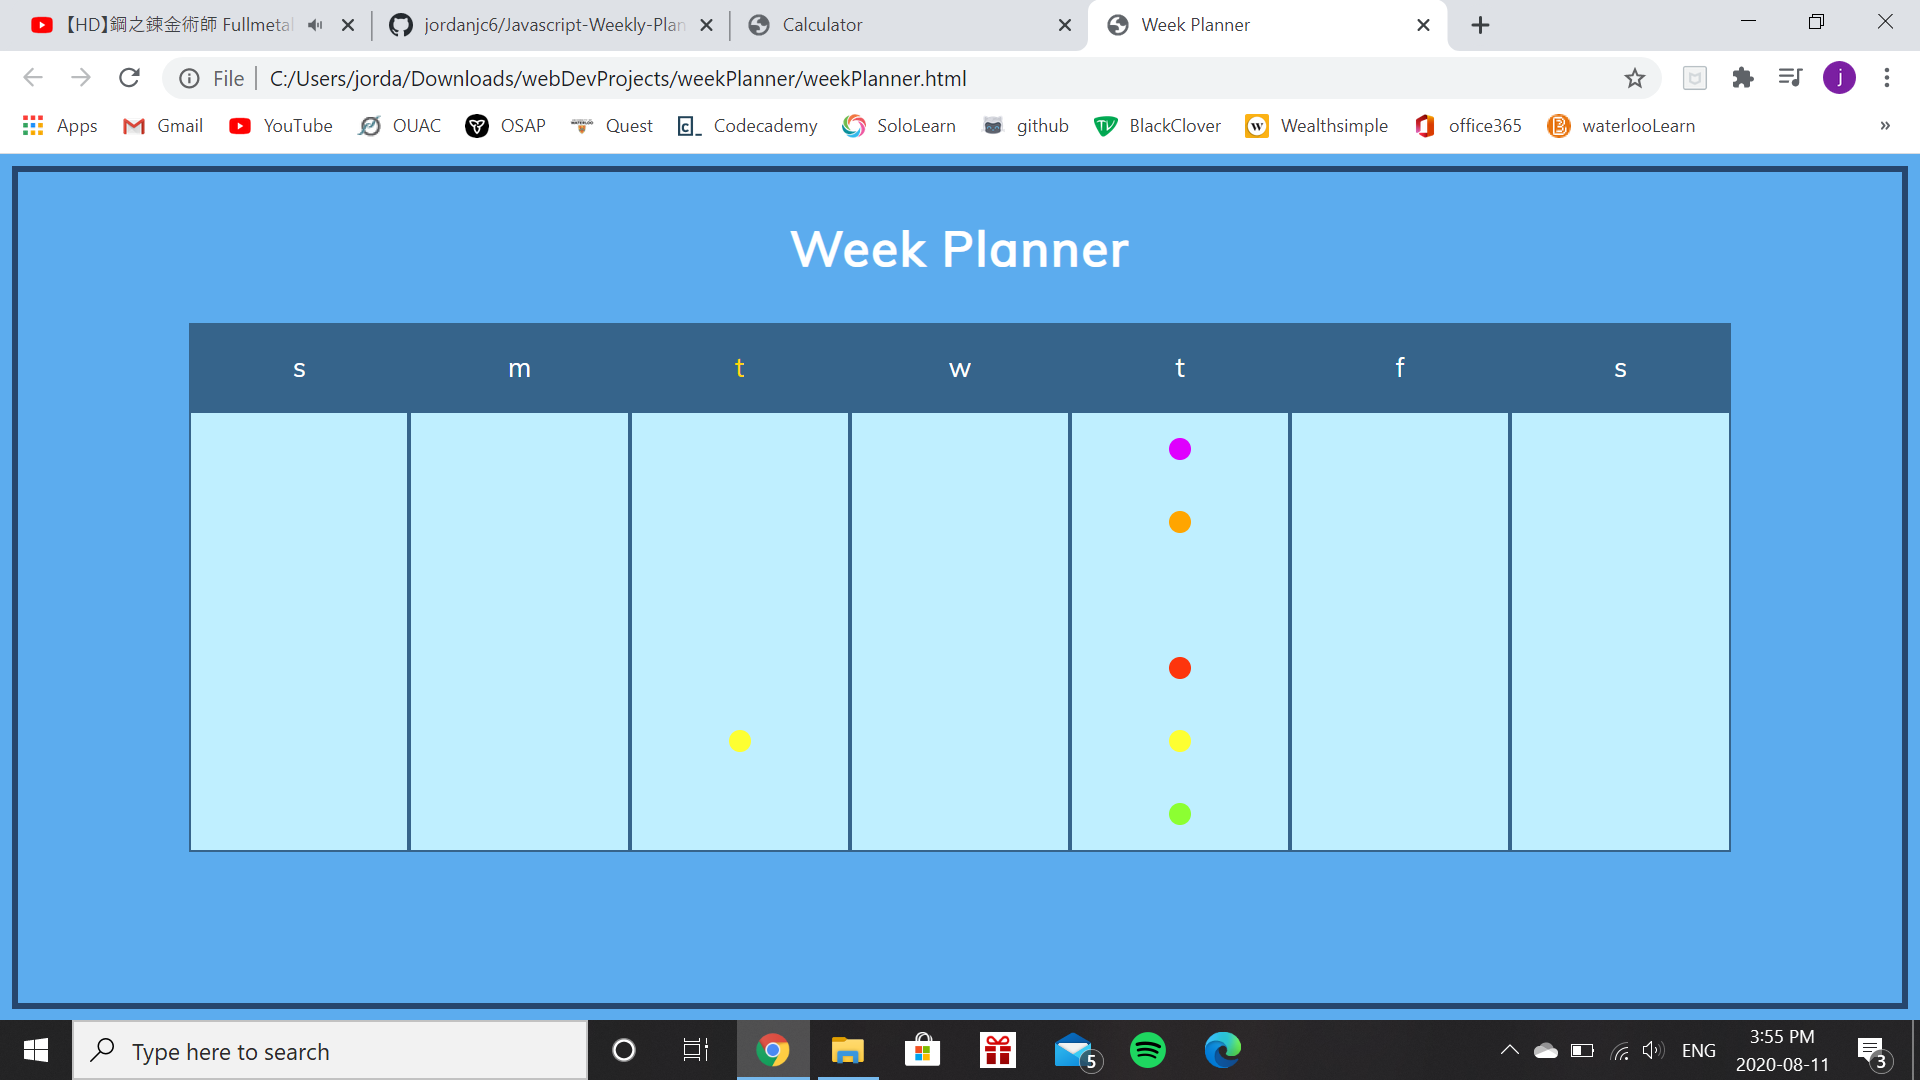 【HD】鋼之鍊金術師 Fullmetal
jordanjc6/Javascript-Weekly-Plan
Calculator
Week Planner
File C:/Users/jorda/Downloads/webDevProjects/weekPlanner/weekPlanner.html
j
Apps Gmail YouTube OUAC OSAP Quest Codecademy SoloLearn github BlackClover Wealthsimple office365 waterlooLearn »
Week Planner
s m t w t f s
Type here to search
5
ENG
3:55 PM
2020-08-11
3